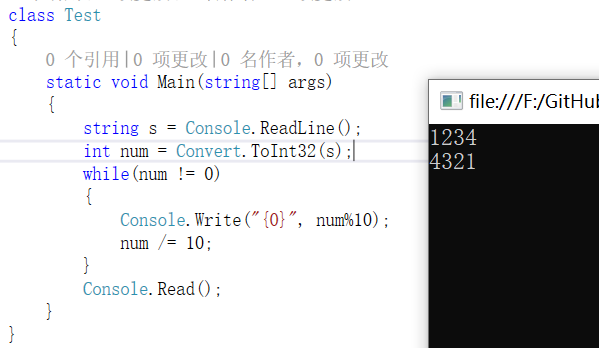 class Test
{
0 个引用|0 项更改|0 名作者，0 项更改
static void Main(string[] args)
{
string s = Console.ReadLine();
int num = Convert.ToInt32(s);
while(num != 0)
{
Console.Write("{0}", num%10);
num /= 10;
}
Console.Read();
}
}
file:///F:/GitHub
1234
4321